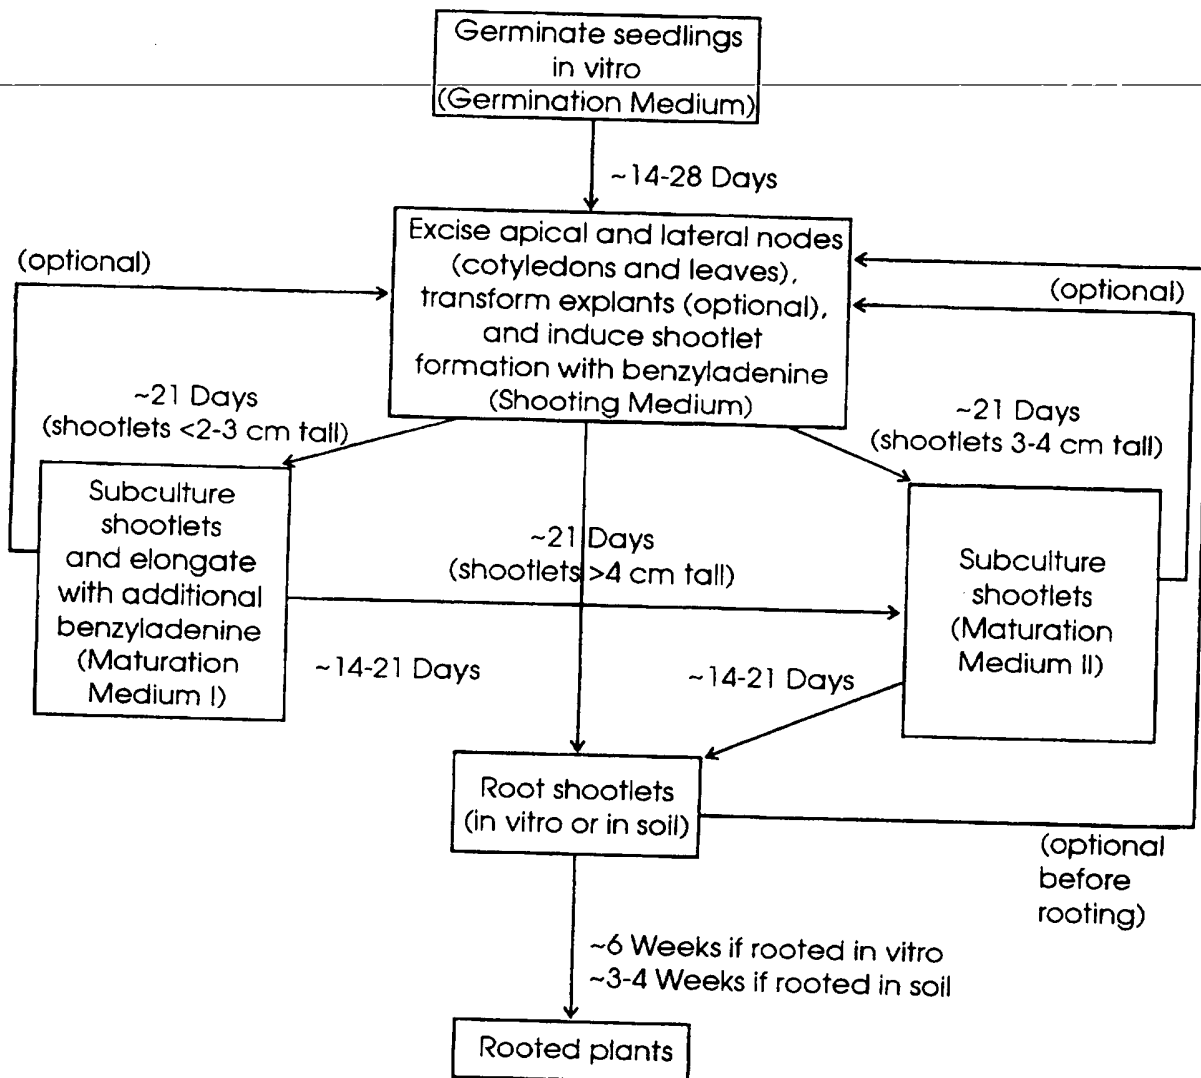 Germinate seedlings
in vitro
(Germination Medium)
~14-28 Days
Excise apical and lateral nodes
(cotyledons and leaves),
transform explants (optional),
and induce shootlet
formation with benzyladenine
(Shooting Medium)
(optional)
(optional)
~21 Days
(shootlets <2-3 cm tall)
~21 Days
(shootlets 3-4 cm tall)
Subculture
shootlets
and elongate
with additional
benzyladenine
(Maturation
Medium I)
~21 Days
(shootlets >4 cm tall)
Subculture
shootlets
(Maturation
Medium II)
~14-21 Days
~14-21 Days
Root shootlets
(in vitro or in soil)
(optional
before
rooting)
~6 Weeks if rooted in vitro
~3-4 Weeks if rooted in soil
Rooted plants